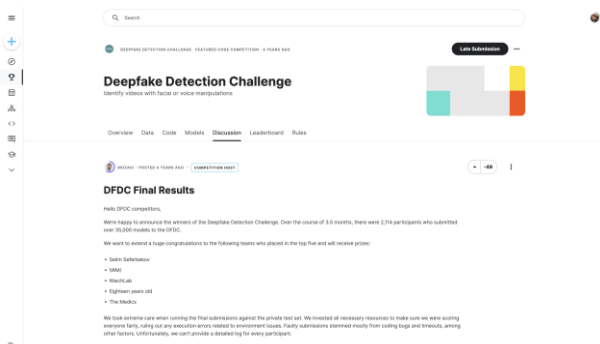 Search
DEEPFAKE DETECTION CHALLENGE · FEATURED CODE COMPETITION · 4 YEARS AGO
Late Submission
Deepfake Detection Challenge
Identify videos with facial or voice manipulations
Overview Data Code Models Discussion Leaderboard Rules
POSTED 4 YEARS AGO
COMPETITION HOST
DFDC Final Results
Hello DFDC competitors,
We're happy to announce the winners of the Deepfake Detection Challenge. Over the course of 3.5 months, there were 2,114 participants who submitted
over 35,000 models to the DFDC.
We want to extend a huge congratulations to the following teams who placed in the top five and will receive prizes:
• Selim Seferbekov
• \WM/
• NtechLab
• Eighteen years old
• The Medics
We took extreme care when running the final submissions against the private test set. We invested all necessary resources to make sure we were scoring
everyone fairly, ruling out any execution errors related to environment issues. Faulty submissions stemmed mostly from coding bugs and timeouts, among
other factors. Unfortunately, we can't provide a detailed log for every participant.